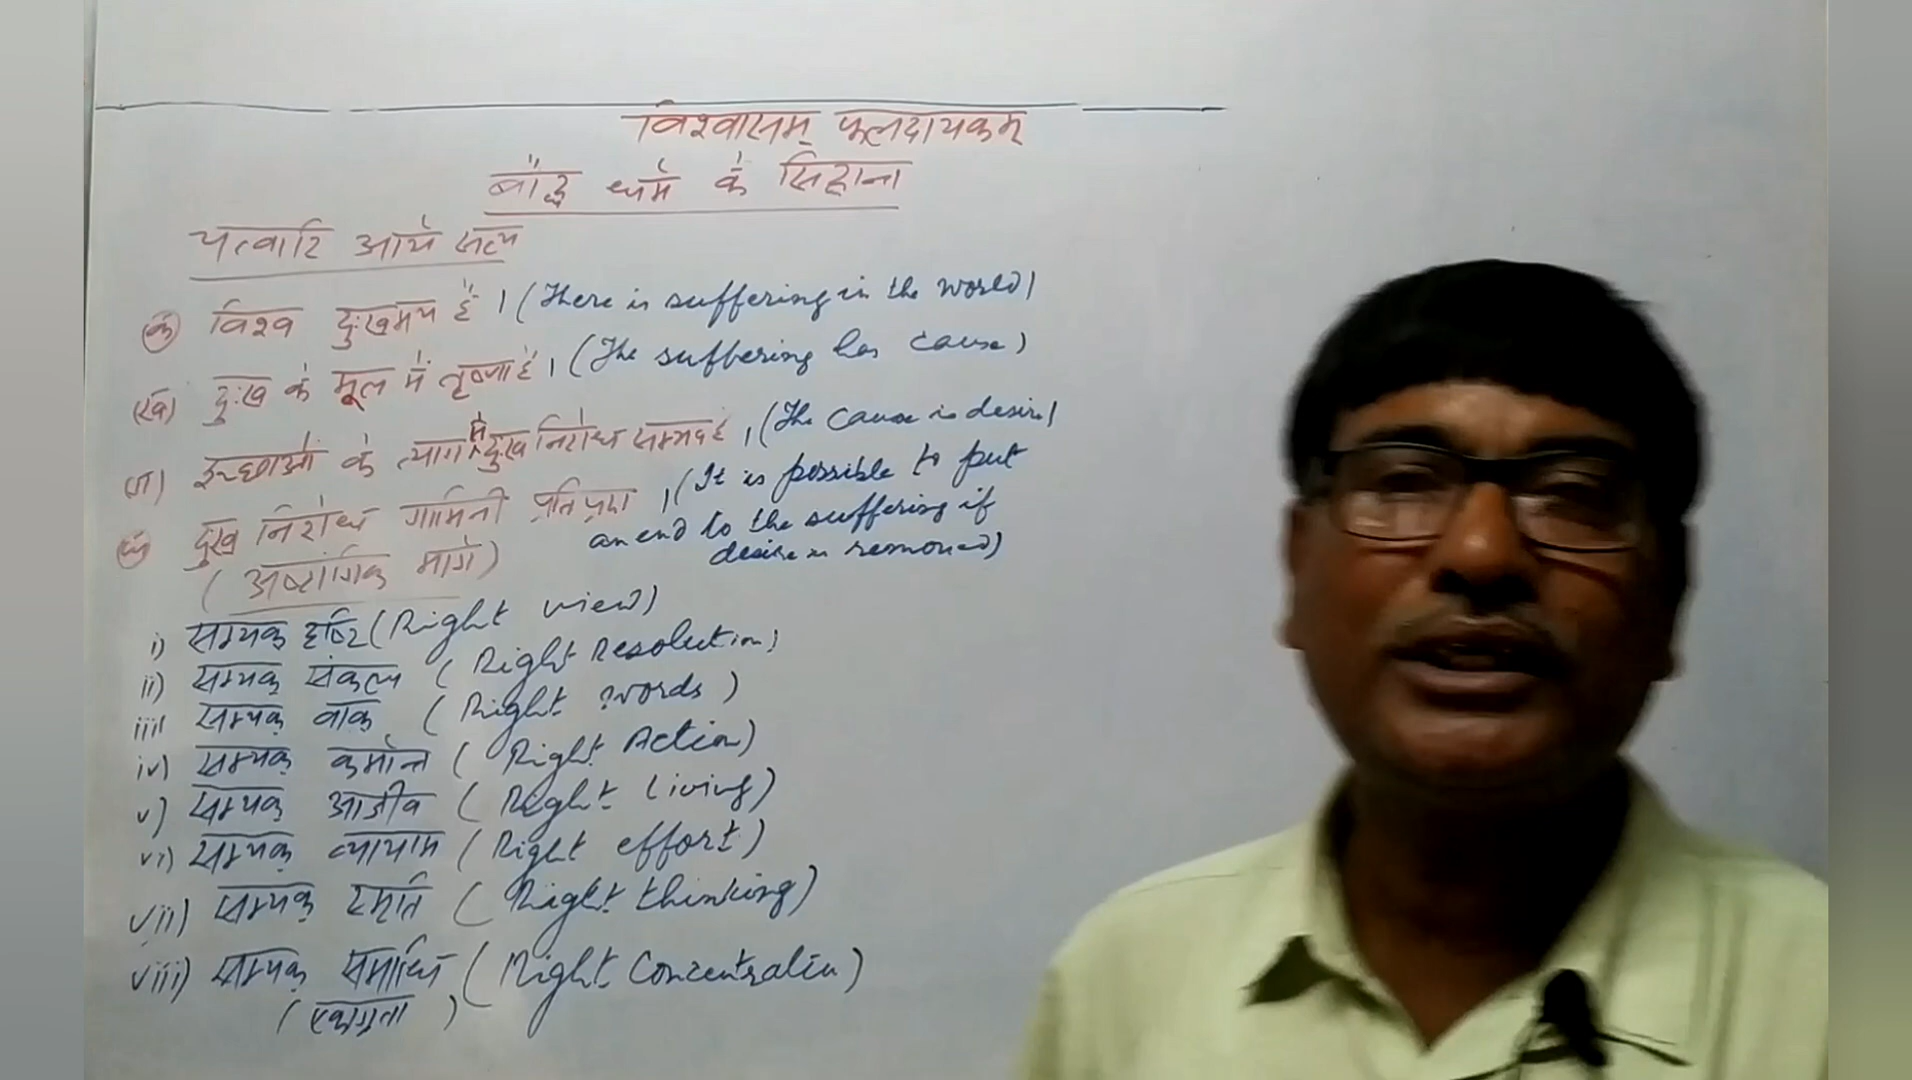 विश्वासम् फलदायकम्
बौद्ध धर्म के सिद्धान्त
चत्वारि आर्य सत्य
(क) विश्व दुःखमय है । (There is suffering in the world)
(ख) दुःख के मूल में तृष्णा है । (The suffering has cause)
ग) इच्छाओं के त्याग से दुःख निरोध सम्भव है । (The cause is desire)
घ) दुख निरोध गामिनी प्रतिपदा । (It is possible to put
an end to the suffering if
desire is removed)
(अष्टांगिक मार्ग)
i) सम्यक् दृष्टि (Right view)
ii) सम्यक् संकल्प (Right Resolution)
iii) सम्यक् वाक् (Right words)
iv) सम्यक् कर्मान्त (Right Action)
v) सम्यक् आजीव (Right Living)
vi) सम्यक् व्यायाम (Right effort)
vii) सम्यक् स्मृति (Right thinking)
viii) सम्यक् समाधि (Right Concentration)
(एकाग्रता)